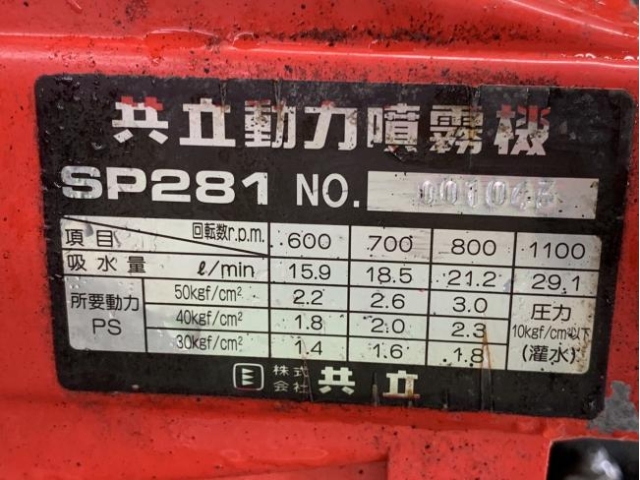 共立動力噴霧機
SP281 NO.
項目 回転数r.p.m. 600 700 800 1100
吸水量 ℓ/min 15.9 18.5 21.2 29.1
所要動力 PS 50kgf/cm² 2.2 2.6 3.0 圧力
40kgf/cm² 1.8 2.0 2.3 10kgf/cm²以下
30kgf/cm² 1.4 1.6 1.8 (灌水)
株式会社 共立